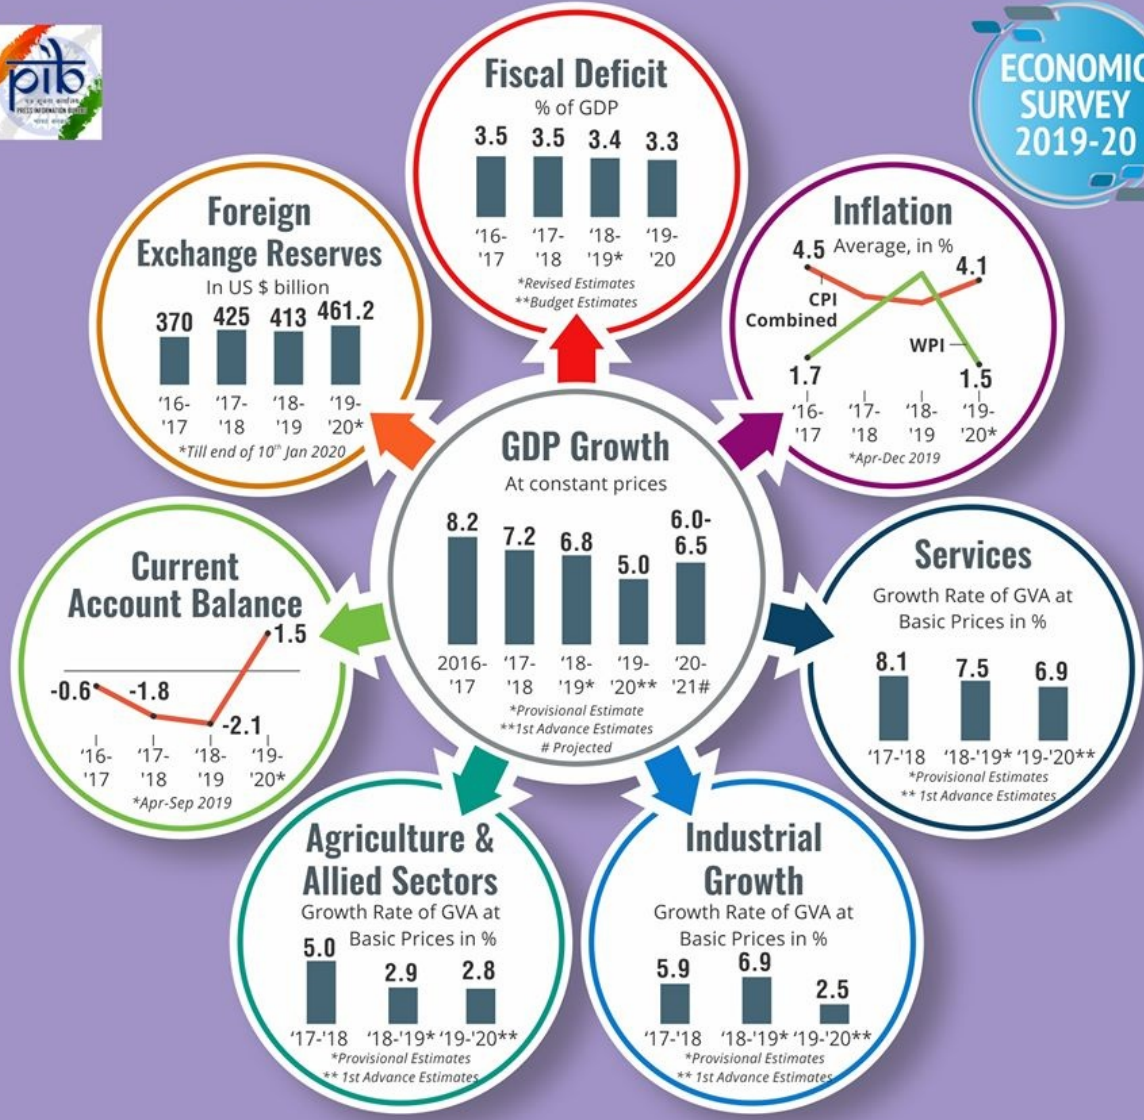 pib
PRESS INFORMATION BUREAU
ECONOMIC
SURVEY
2019-20
Fiscal Deficit
% of GDP
3.5 3.5 3.4 3.3
'16- '17- '18- '19-
'17 '18 '19* '20
*Revised Estimates
**Budget Estimates
Foreign
Exchange Reserves
In US $ billion
370 425 413 461.2
'16- '17- '18- '19-
'17 '18 '19 '20*
*Till end of 10th Jan 2020
Inflation
Average, in %
4.5 4.1
CPI
Combined
WPI
1.7 1.5
'16- '17- '18- '19-
'17 '18 '19 '20*
*Apr-Dec 2019
GDP Growth
At constant prices
8.2 7.2 6.8 5.0 6.0-
6.5
2016- '17- '18- '19- '20-
'17 '18 '19* '20** '21#
*Provisional Estimate
**1st Advance Estimates
# Projected
Current
Account Balance
1.5
-0.6 -1.8
-2.1
'16- '17- '18- '19-
'17 '18 '19 '20*
*Apr-Sep 2019
Services
Growth Rate of GVA at
Basic Prices in %
8.1 7.5 6.9
'17-'18 '18-'19* '19-'20**
*Provisional Estimates
** 1st Advance Estimates
Agriculture &
Allied Sectors
Growth Rate of GVA at
Basic Prices in %
5.0 2.9 2.8
'17-'18 '18-'19* '19-'20**
*Provisional Estimates
** 1st Advance Estimates
Industrial
Growth
Growth Rate of GVA at
Basic Prices in %
5.9 6.9 2.5
'17-'18 '18-'19* '19-'20**
*Provisional Estimates
** 1st Advance Estimates